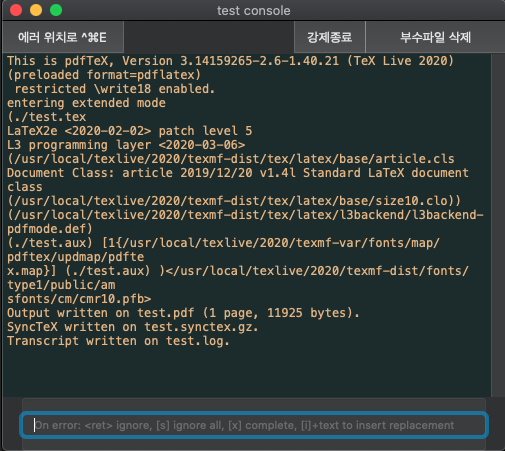 test console
에러 위치로 ^⌘E
강제종료
부수파일 삭제
This is pdfTeX, Version 3.14159265-2.6-1.40.21 (TeX Live 2020)
(preloaded format=pdflatex)
 restricted \write18 enabled.
entering extended mode
(./test.tex
LaTeX2e <2020-02-02> patch level 5
L3 programming layer <2020-03-06>
(/usr/local/texlive/2020/texmf-dist/tex/latex/base/article.cls
Document Class: article 2019/12/20 v1.4l Standard LaTeX document
class
(/usr/local/texlive/2020/texmf-dist/tex/latex/base/size10.clo))
(/usr/local/texlive/2020/texmf-dist/tex/latex/l3backend/l3backend-
pdfmode.def)
(./test.aux) [1{/usr/local/texlive/2020/texmf-var/fonts/map/
pdftex/updmap/pdfte
x.map}] (./test.aux) )</usr/local/texlive/2020/texmf-dist/fonts/
type1/public/am
sfonts/cm/cmr10.pfb>
Output written on test.pdf (1 page, 11925 bytes).
SyncTeX written on test.synctex.gz.
Transcript written on test.log.
On error: <ret> ignore, [s] ignore all, [x] complete, [i]+text to insert replacement